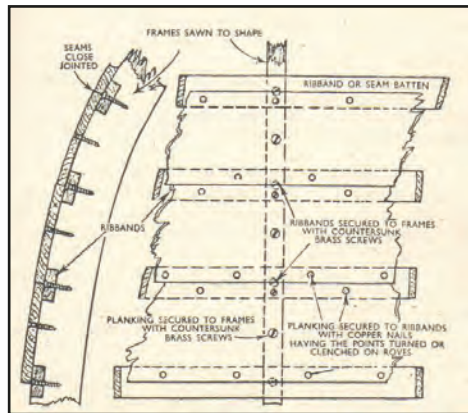 FRAMES SAWN TO SHAPE
SEAMS
CLOSE
JOINTED
RIBBAND OR SEAM BATTEN
RIBBANDS
RIBBANDS SECURED TO FRAMES
WITH COUNTERSUNK
BRASS SCREWS
PLANKING SECURED TO FRAMES
WITH COUNTERSUNK
BRASS SCREWS
PLANKING SECURED TO RIBBANDS
WITH COPPER NAILS
HAVING THE POINTS TURNED OR
CLENCHED ON ROVES